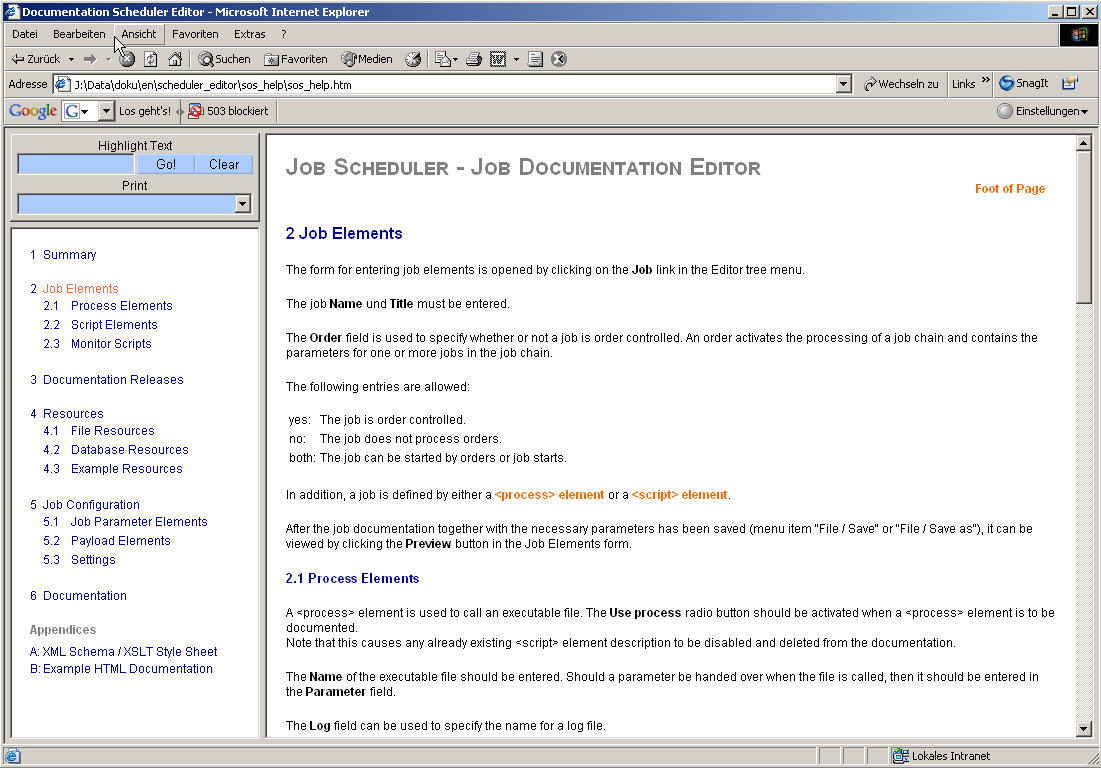 Documentation Scheduler Editor - Microsoft Internet Explorer
Datei Bearbeiten Ansicht Favoriten Extras ?
Zurück Suchen Favoriten Medien
Adresse J:\Data\doku\en\scheduler_editor\sos_help\sos_help.htm Wechseln zu Links » SnagIt
Google G Los geht's! 503 blockiert Einstellungen
Highlight Text
Go! Clear
Print
1 Summary
2 Job Elements
2.1 Process Elements
2.2 Script Elements
2.3 Monitor Scripts
3 Documentation Releases
4 Resources
4.1 File Resources
4.2 Database Resources
4.3 Example Resources
5 Job Configuration
5.1 Job Parameter Elements
5.2 Payload Elements
5.3 Settings
6 Documentation
Appendices
A: XML Schema / XSLT Style Sheet
B: Example HTML Documentation
Job Scheduler - Job Documentation Editor
Foot of Page
2 Job Elements
The form for entering job elements is opened by clicking on the Job link in the Editor tree menu.
The job Name und Title must be entered.
The Order field is used to specify whether or not a job is order controlled. An order activates the processing of a job chain and contains the
parameters for one or more jobs in the job chain.
The following entries are allowed:
yes: The job is order controlled.
no: The job does not process orders.
both: The job can be started by orders or job starts.
In addition, a job is defined by either a <process> element or a <script> element.
After the job documentation together with the necessary parameters has been saved (menu item "File / Save" or "File / Save as"), it can be
viewed by clicking the Preview button in the Job Elements form.
2.1 Process Elements
A <process> element is used to call an executable file. The Use process radio button should be activated when a <process> element is to be
documented.
Note that this causes any already existing <script> element description to be disabled and deleted from the documentation.
The Name of the executable file should be entered. Should a parameter be handed over when the file is called, then it should be entered in
the Parameter field.
The Log field can be used to specify the name for a log file.
Lokales Intranet